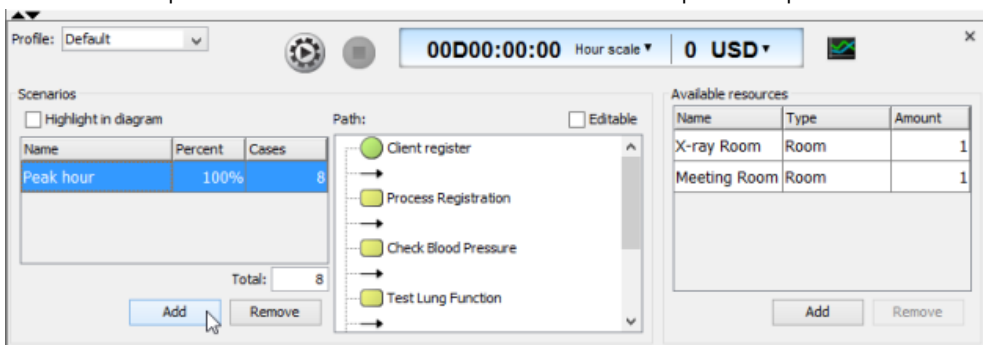 Profile: Default
00D00:00:00 Hour scale 0 USD
Scenarios
Highlight in diagram
Name Percent Cases
Peak hour 100% 8
Total: 8
Add Remove
Path: Editable
Client register
Process Registration
Check Blood Pressure
Test Lung Function
Available resources
Name Type Amount
X-ray Room Room 1
Meeting Room Room 1
Add Remove